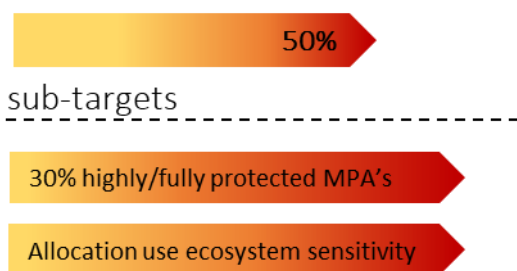 50%
sub-targets
30% highly/fully protected MPA's
Allocation use ecosystem sensitivity